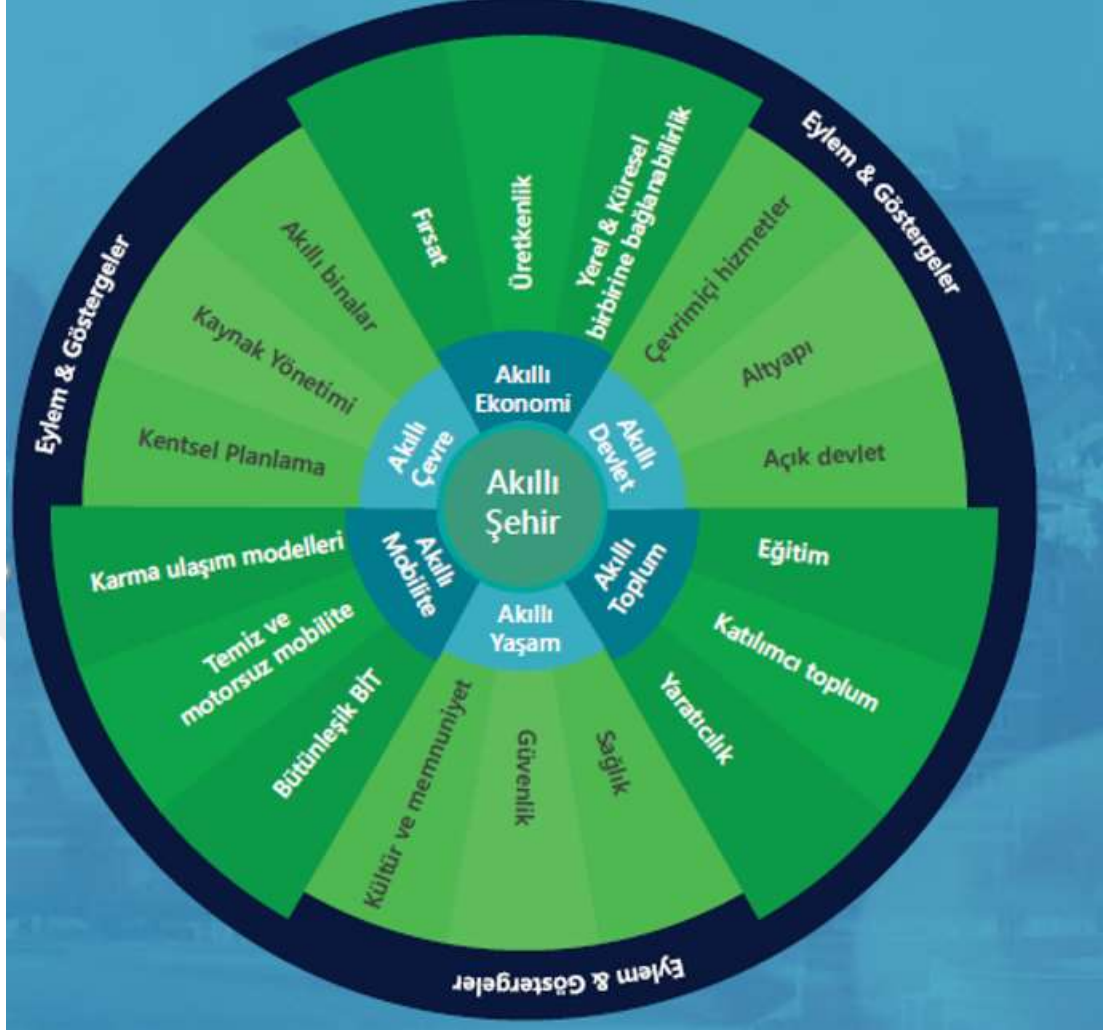 Akıllı
Şehir
Akıllı
Ekonomi
Fırsat
Üretkenlik
Yerel & Küresel
birbirine bağlanabilirlik
Akıllı
Devlet
Çevrimiçi hizmetler
Altyapı
Açık devlet
Akıllı
Toplum
Eğitim
Katılımcı toplum
Yaratıcılık
Akıllı
Yaşam
Sağlık
Güvenlik
Kültür ve memnuniyet
Akıllı
Mobilite
Bütünleşik BİT
Temiz ve
motorsuz mobilite
Karma ulaşım modelleri
Akıllı
Çevre
Kentsel Planlama
Kaynak Yönetimi
Akıllı binalar
Eylem & Göstergeler
Eylem & Göstergeler
Eylem & Göstergeler